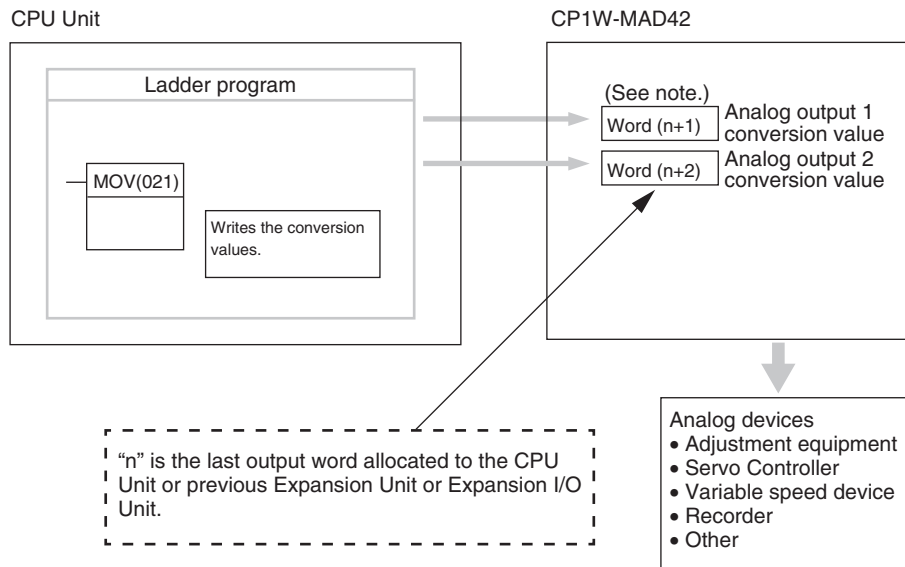 CPU Unit
Ladder program
MOV(021)
Writes the conversion
values.
CP1W-MAD42
(See note.)
Word (n+1)
Analog output 1
conversion value
Word (n+2)
Analog output 2
conversion value
“n” is the last output word allocated to the CPU
Unit or previous Expansion Unit or Expansion I/O
Unit.
Analog devices
• Adjustment equipment
• Servo Controller
• Variable speed device
• Recorder
• Other